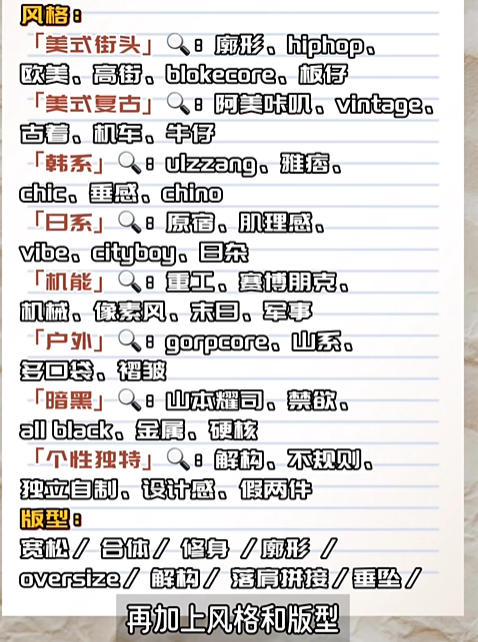 风格：
「美式街头」🔍：廓形、hiphop、
欧美、高街、blokecore、板仔
「美式复古」🔍：阿美咔叽、vintage、
古着、机车、牛仔
「韩系」🔍：ulzzang、雅痞、
chic、垂感、chino
「日系」🔍：原宿、肌理感、
vibe、cityboy、日杂
「机能」🔍：重工、赛博朋克、
机械、像素风、末日、军事
「户外」🔍：gorpcore、山系、
多口袋、褶皱
「暗黑」🔍：山本耀司、禁欲、
all black、金属、硬核
「个性独特」🔍：解构、不规则、
独立自制、设计感、假两件
版型：
宽松／合体／修身／廓形／
oversize／解构／落肩拼接／垂坠／
再加上风格和版型